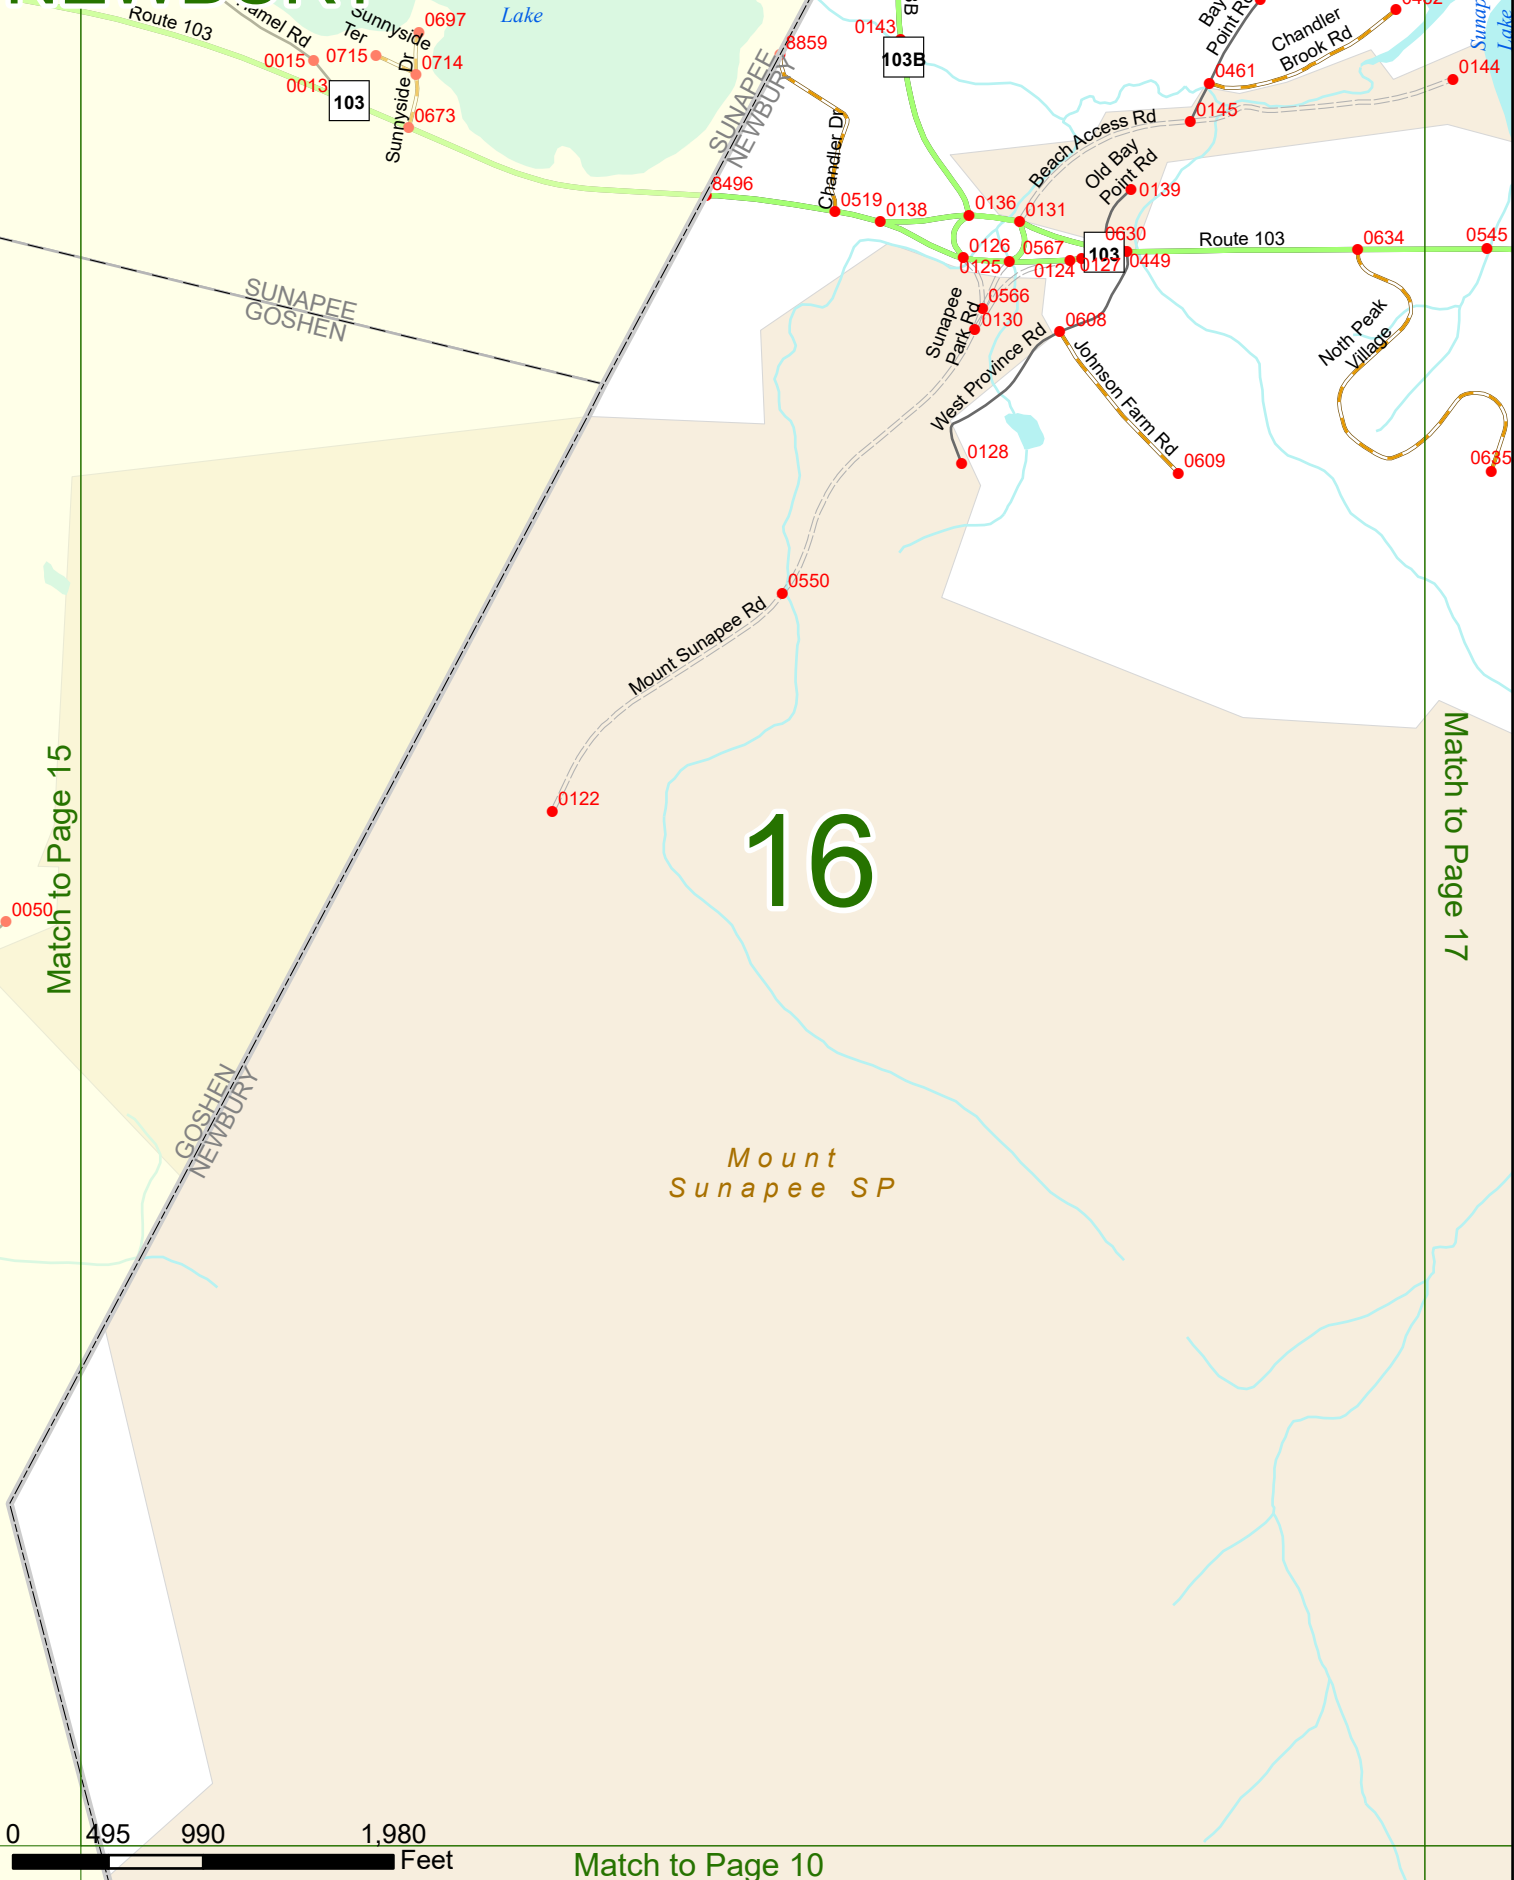 NEWBURY
Route 103
Sunnyside
Ter
0697
0015
0715
0714
0013
103
0673
Sunnyside Dr
Lake
SUNAPEE
NEWBURY
8859
0143
103B
Chandler Dr
8496
0519
0138
0136
0131
0126
0125
0567
0124
0127
0630
103
0449
Beach Access Rd
Old Bay
Point Rd
0139
Bay
Point Rd
Chandler
Brook Rd
0461
0145
0144
Lake
Route 103
0634
0545
Noth Peak
Village
0635
Sunapee
Park Rd
0566
0130
West Province Rd
0608
Johnson Farm Rd
0609
0128
SUNAPEE
GOSHEN
0550
Mount Sunapee Rd
0122
16
Match to Page 15
Match to Page 17
0050
GOSHEN
NEWBURY
Mount
Sunapee SP
0 495 990 1,980
Feet
Match to Page 10